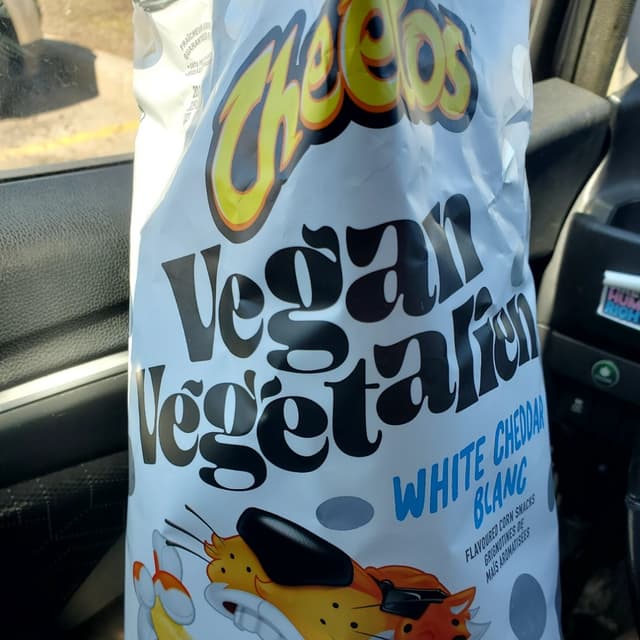 Cheetos
Vegan
Végétalien
WHITE CHEDDAR
BLANC
FLAVOURED CORN SNACKS
GRIGNOTINES DE
MAÏS AROMATISÉES